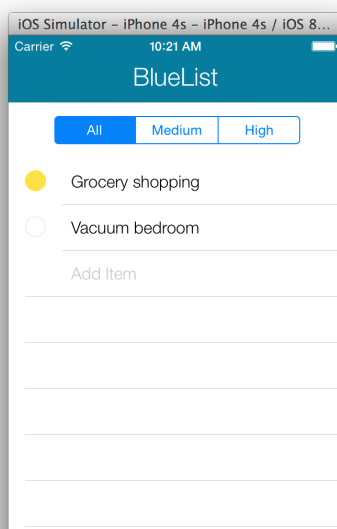 iOS Simulator – iPhone 4s – iPhone 4s / iOS 8...
Carrier 10:21 AM
BlueList
All Medium High
Grocery shopping
Vacuum bedroom
Add Item